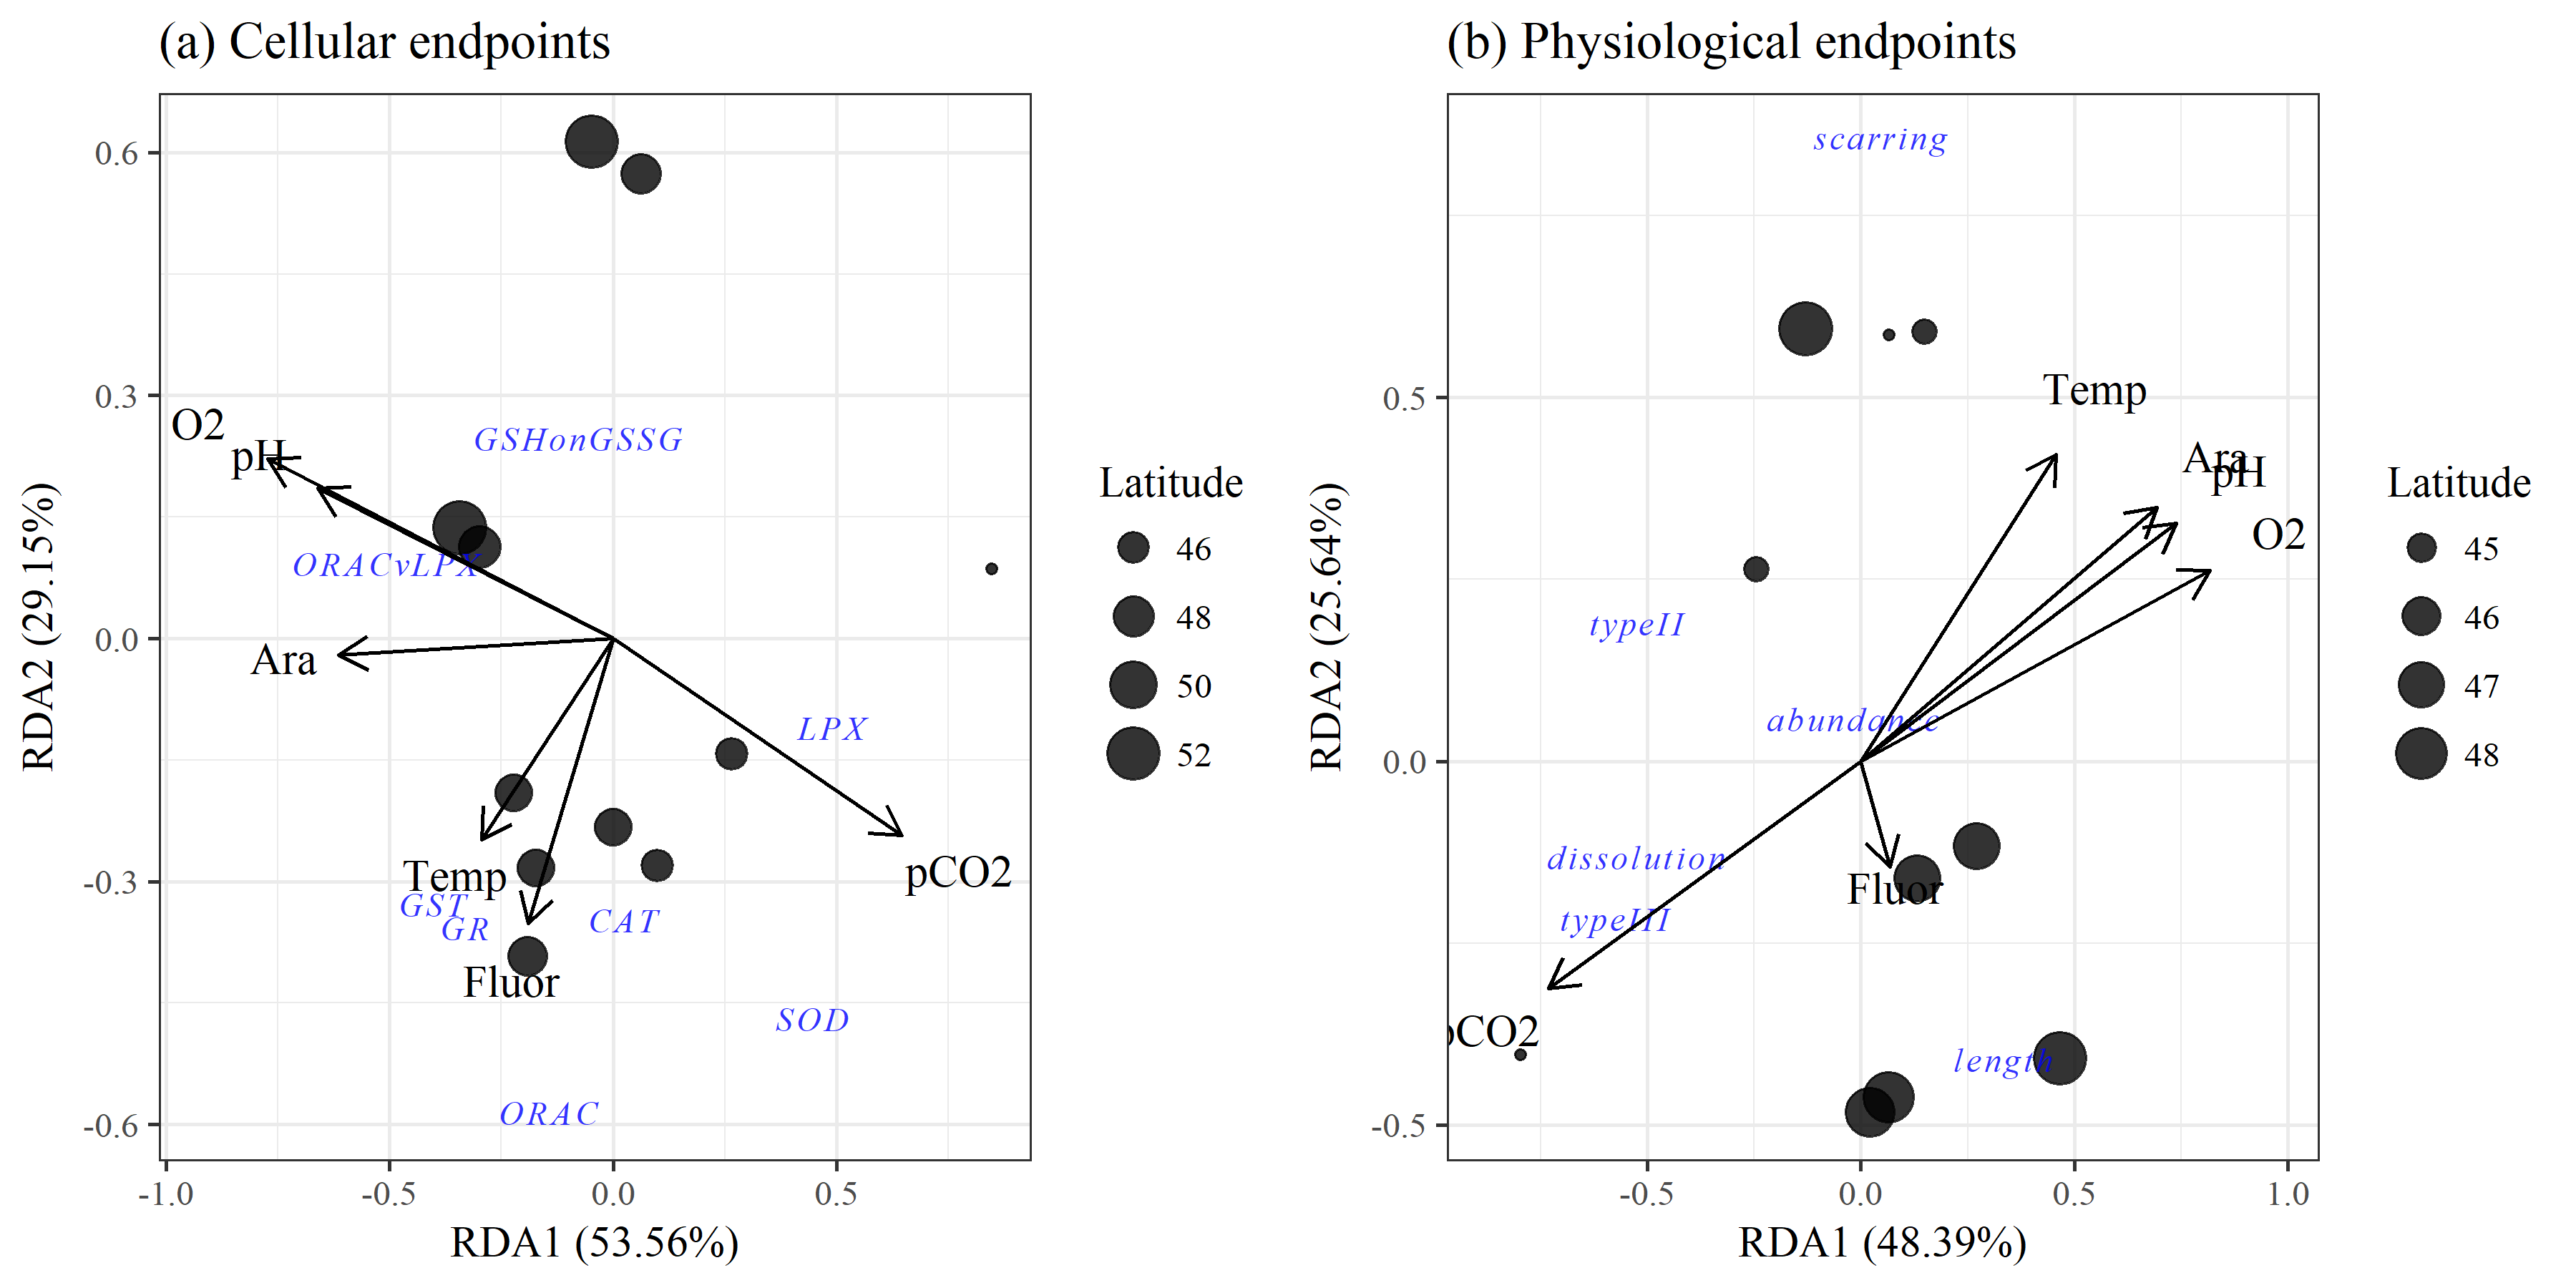 (a) Cellular endpoints
RDA2 (29.15%)
0.6
0.3
0.0
-0.3
-0.6
O2
pH
GSHonGSSG
ORACvLPX
Ara
LPX
pCO2
Temp
GST
GR
CAT
Fluor
SOD
ORAC
-1.0 -0.5 0.0 0.5
RDA1 (53.56%)
Latitude
46
48
50
52
(b) Physiological endpoints
RDA2 (25.64%)
0.5
0.0
-0.5
scarring
Temp
Ara
pH
O2
typeII
abundance
dissolution
Fluor
typeIII
pCO2
length
-0.5 0.0 0.5 1.0
RDA1 (48.39%)
Latitude
45
46
47
48